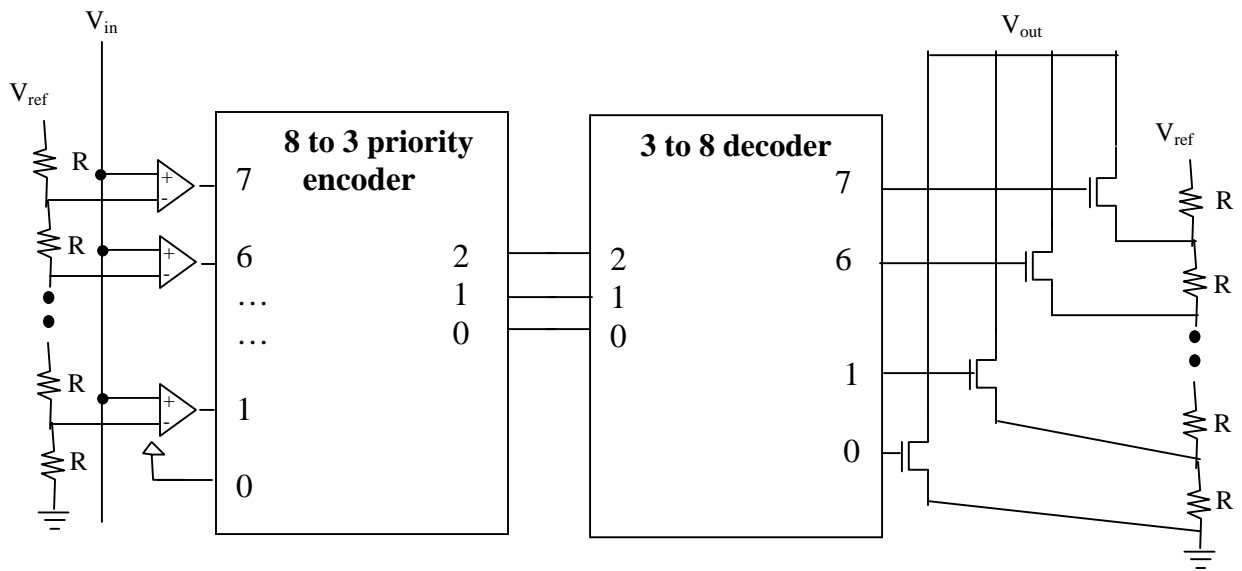 V_in
V_ref
R
R
R
R
+
-
+
-
+
-
8 to 3 priority
encoder
7
6
…
…
1
0
2
1
0
3 to 8 decoder
2
1
0
7
6
1
0
V_out
V_ref
R
R
R
R